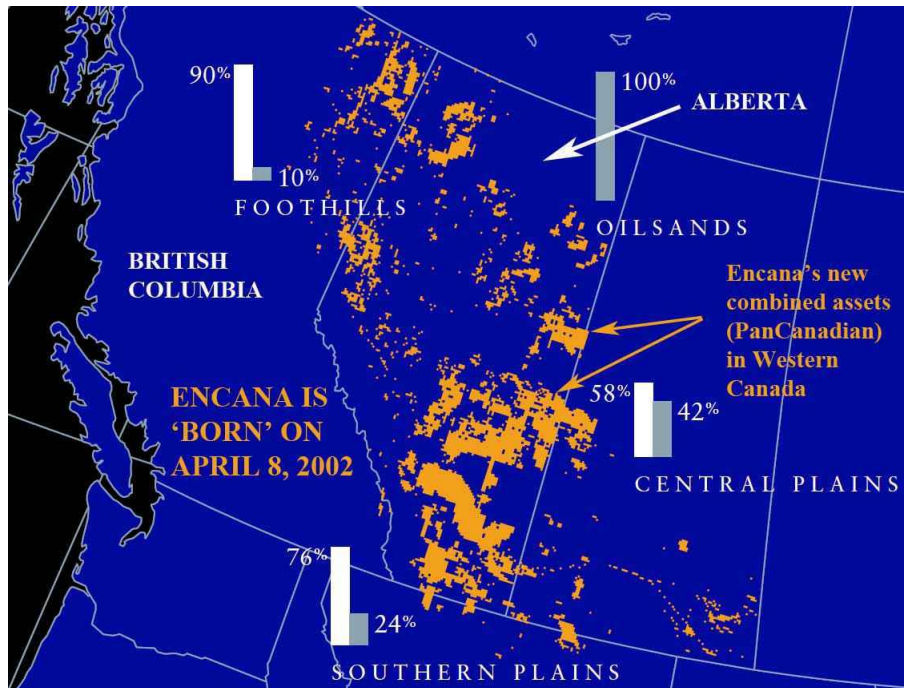 90%
10%
FOOTHILLS
100%
ALBERTA
OILSANDS
BRITISH
COLUMBIA
Encana’s new
combined assets
(PanCanadian)
in Western
Canada
ENCANA IS
‘BORN’ ON
APRIL 8, 2002
58%
42%
CENTRAL PLAINS
76%
24%
SOUTHERN PLAINS